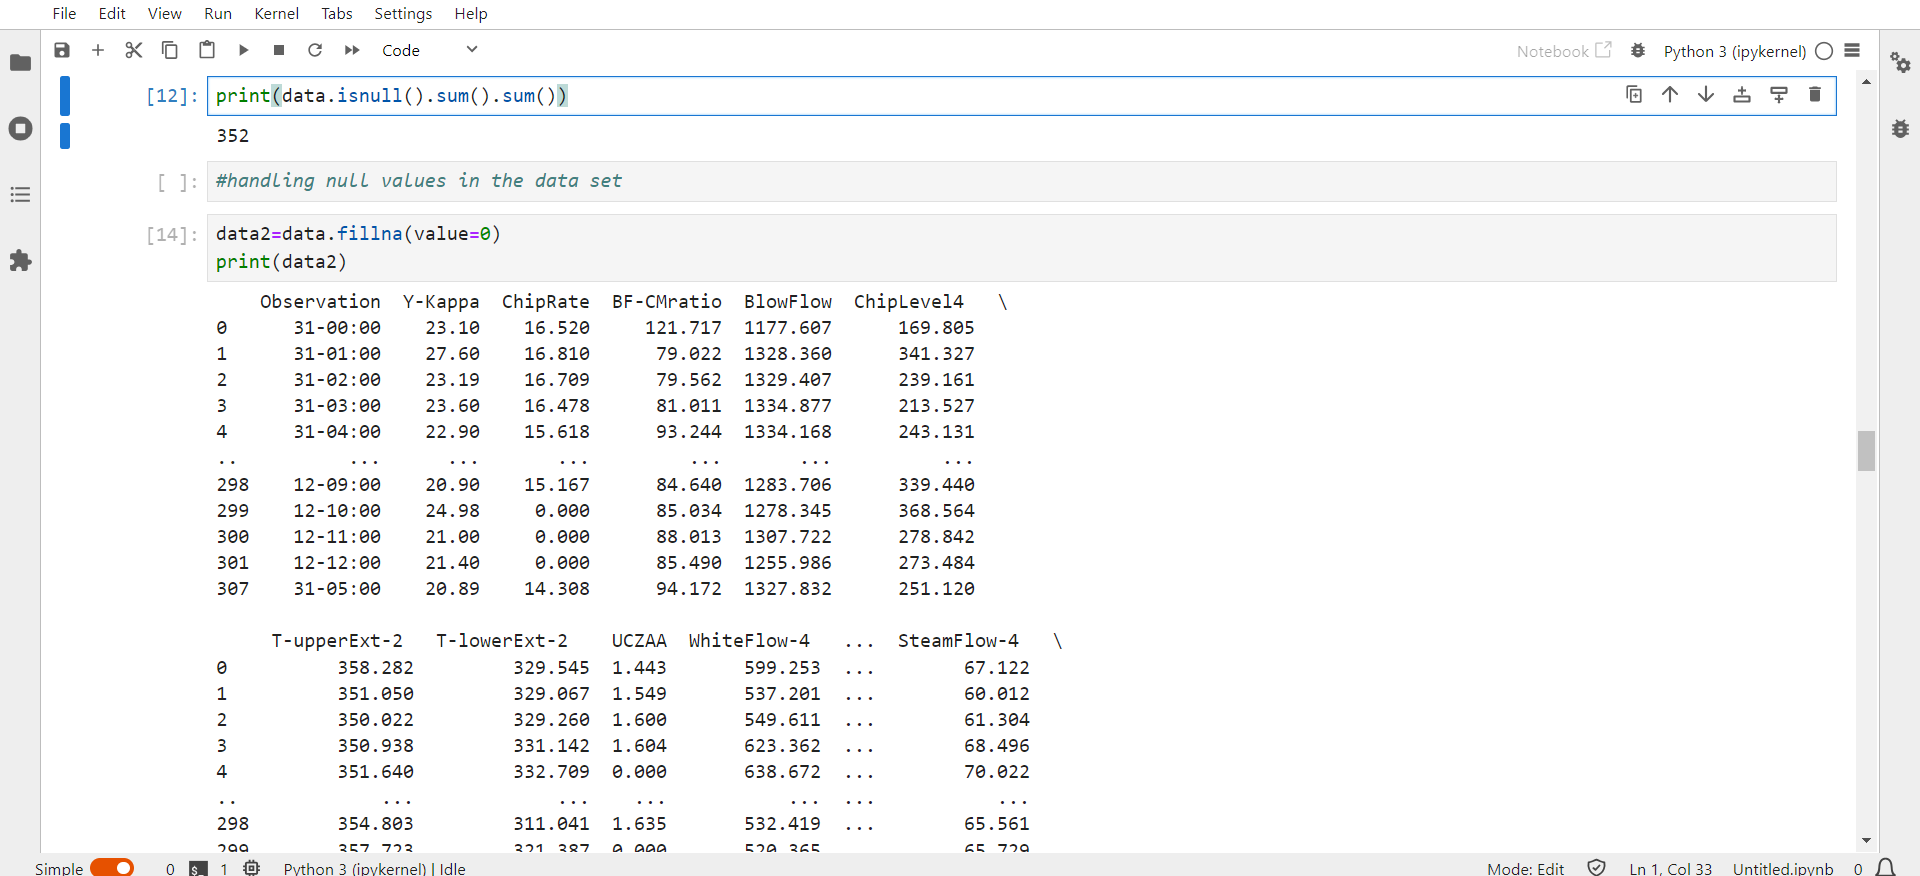 File Edit View Run Kernel Tabs Settings Help
Code Notebook Python 3 (ipykernel)
[12]: print(data.isnull().sum().sum())
352
[ ]: #handling null values in the data set
[14]: data2=data.fillna(value=0)
print(data2)
Observation Y-Kappa ChipRate BF-CMratio BlowFlow ChipLevel4 \
0 31-00:00 23.10 16.520 121.717 1177.607 169.805
1 31-01:00 27.60 16.810 79.022 1328.360 341.327
2 31-02:00 23.19 16.709 79.562 1329.407 239.161
3 31-03:00 23.60 16.478 81.011 1334.877 213.527
4 31-04:00 22.90 15.618 93.244 1334.168 243.131
.. ... ... ... ... ... ...
298 12-09:00 20.90 15.167 84.640 1283.706 339.440
299 12-10:00 24.98 0.000 85.034 1278.345 368.564
300 12-11:00 21.00 0.000 88.013 1307.722 278.842
301 12-12:00 21.40 0.000 85.490 1255.986 273.484
307 31-05:00 20.89 14.308 94.172 1327.832 251.120
T-upperExt-2 T-lowerExt-2 UCZAA WhiteFlow-4 ... SteamFlow-4 \
0 358.282 329.545 1.443 599.253 ... 67.122
1 351.050 329.067 1.549 537.201 ... 60.012
2 350.022 329.260 1.600 549.611 ... 61.304
3 350.938 331.142 1.604 623.362 ... 68.496
4 351.640 332.709 0.000 638.672 ... 70.022
.. ... ... ... ... ... ...
298 354.803 311.041 1.635 532.419 ... 65.561
299 357.723 321.387 0.000 520.365 ... 65.729
Simple 0 $_ 1 Python 3 (ipykernel) | Idle Mode: Edit Ln 1, Col 33 Untitled.ipynb 0